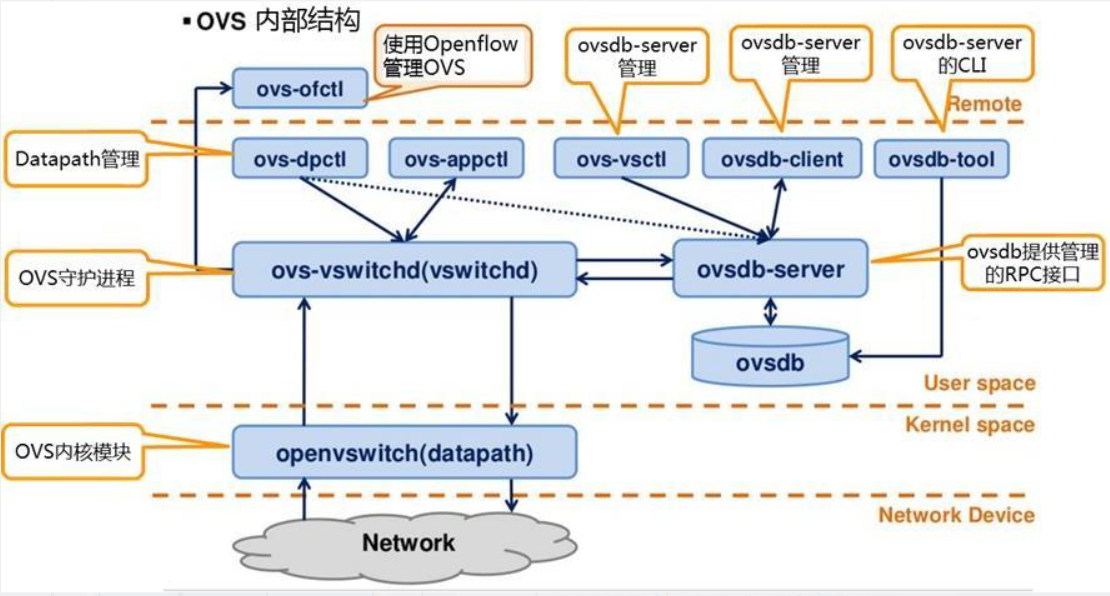 ▪ OVS 内部结构
使用Openflow
管理OVS
ovsdb-server
管理
ovsdb-server
管理
ovsdb-server
的CLI
ovs-ofctl
Remote
Datapath管理
ovs-dpctl
ovs-appctl
ovs-vsctl
ovsdb-client
ovsdb-tool
OVS守护进程
ovs-vswitchd(vswitchd)
ovsdb-server
ovsdb提供管理
的RPC接口
ovsdb
User space
Kernel space
OVS内核模块
openvswitch(datapath)
Network Device
Network